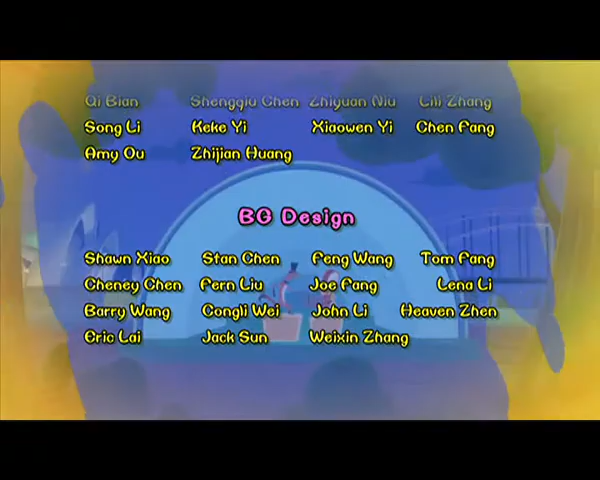 Qi Bian Shengqiu Chen Zhiyuan Niu Lili Zhang
Song Li Keke Yi Xiaowen Yi Chen Fang
Amy Ou Zhijian Huang
BG Design
Shawn Xiao Stan Chen Feng Wang Tom Fang
Cheney Chen Fern Liu Joe Fang Lena Li
Barry Wang Congli Wei John Li Heaven Zhen
Eric Lai Jack Sun Weixin Zhang